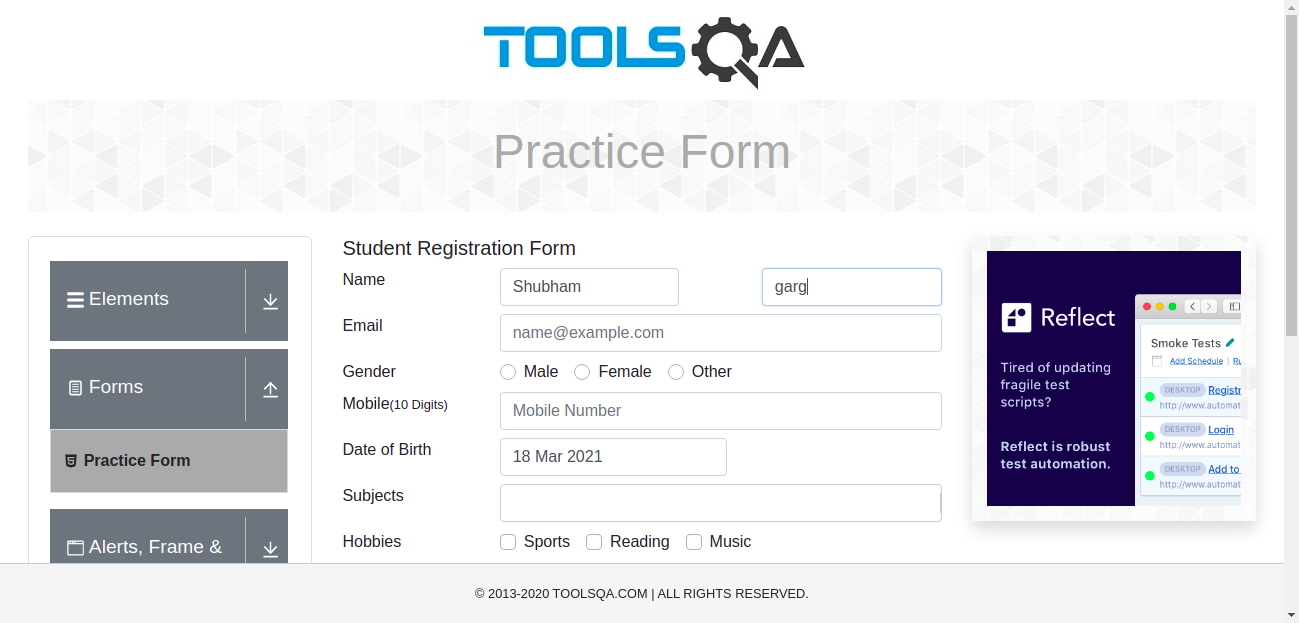 TOOLSQA
Practice Form
Elements
Forms
Practice Form
Alerts, Frame &
Student Registration Form
Name Shubham garg
Email name@example.com
Gender Male Female Other
Mobile(10 Digits) Mobile Number
Date of Birth 18 Mar 2021
Subjects
Hobbies Sports Reading Music
Reflect
Tired of updating
fragile test
scripts?
Reflect is robust
test automation.
Smoke Tests
Add Schedule |
DESKTOP Registr
http://www.automat
DESKTOP Login
http://www.automat
DESKTOP Add to
http://www.automat
© 2013-2020 TOOLSQA.COM | ALL RIGHTS RESERVED.